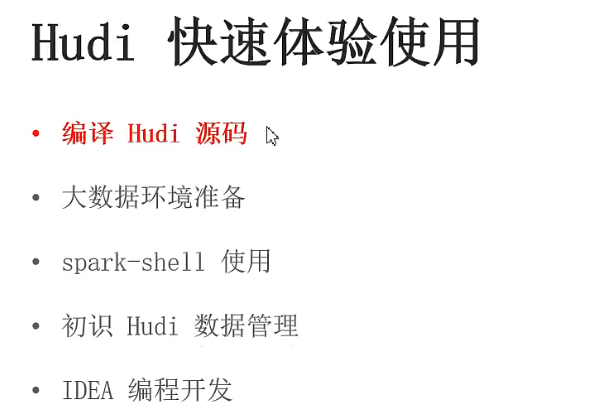 Hudi 快速体验使用
• 编译 Hudi 源码
• 大数据环境准备
• spark-shell 使用
• 初识 Hudi 数据管理
• IDEA 编程开发